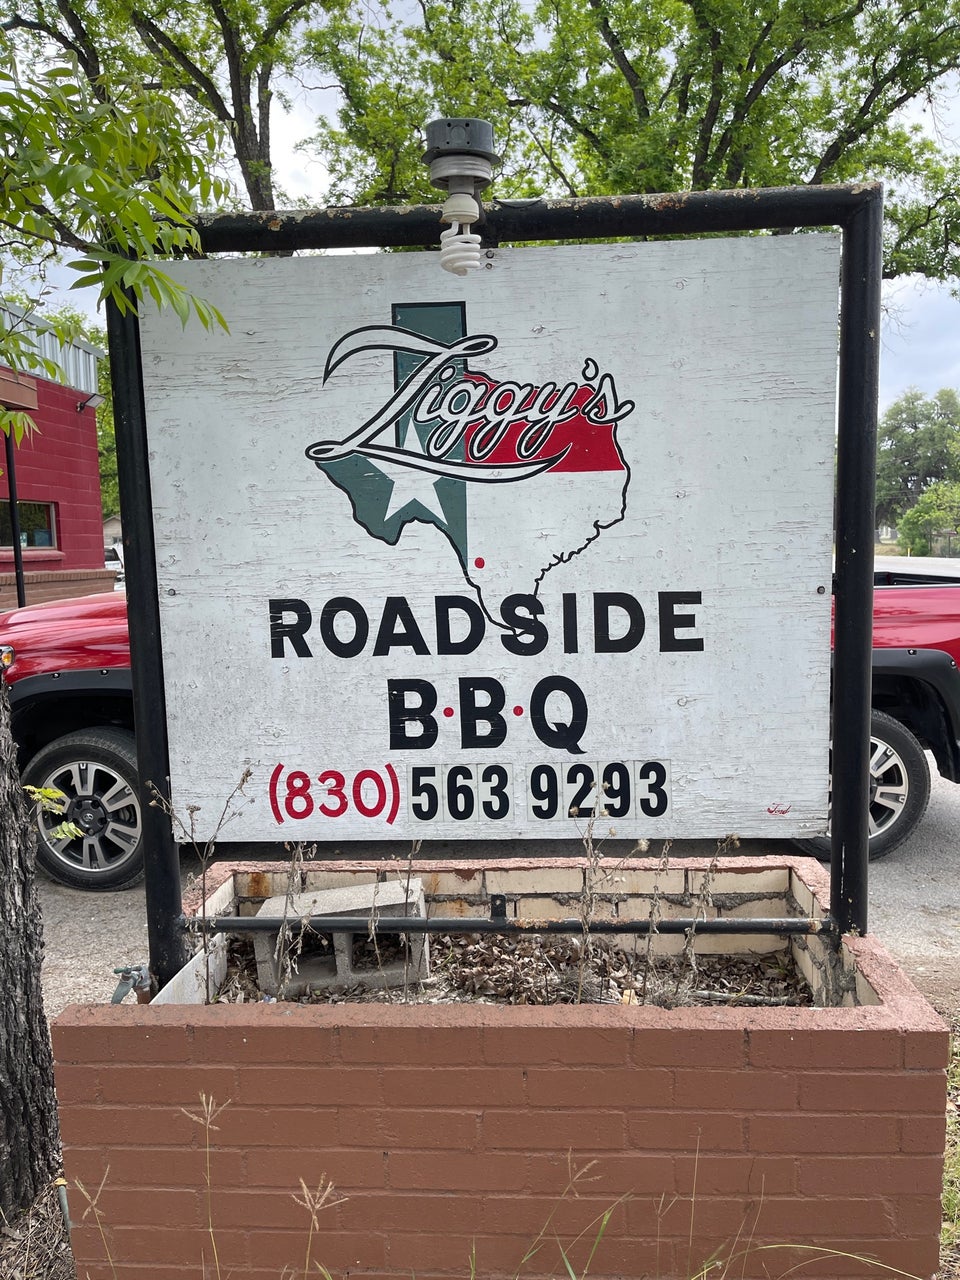 Ziggy's
ROADSIDE
B•B•Q
(830) 563 9293